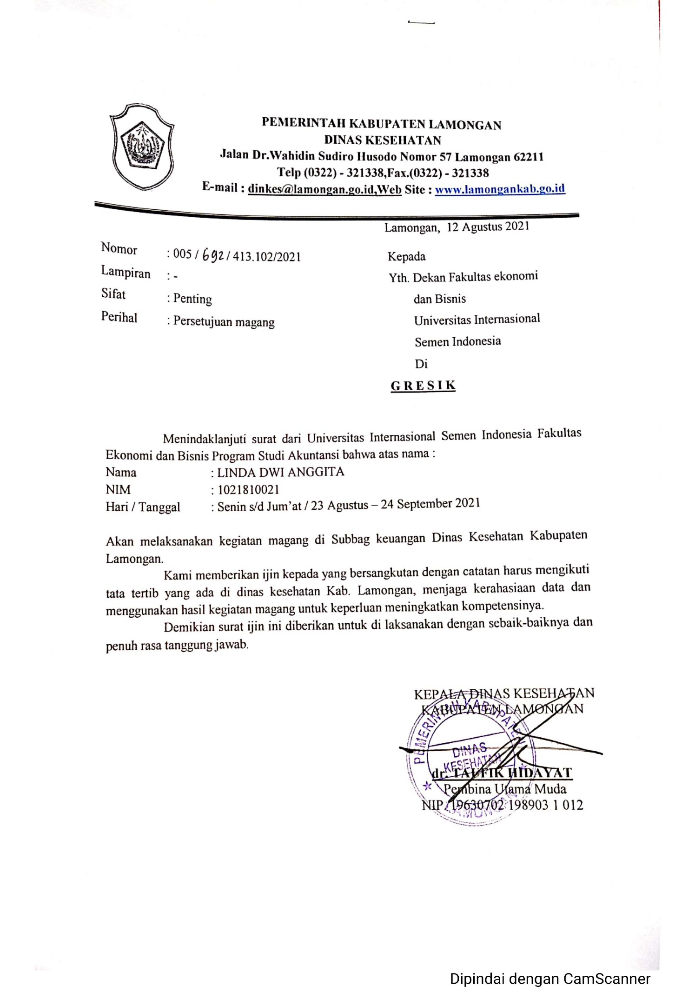 PEMERINTAH KABUPATEN LAMONGAN
DINAS KESEHATAN
Jalan Dr.Wahidin Sudiro Husodo Nomor 57 Lamongan 62211
Telp (0322) - 321338,Fax.(0322) - 321338
E-mail : dinkes@lamongan.go.id,Web Site : www.lamongankab.go.id
Lamongan, 12 Agustus 2021
Nomor : 005 / 692 / 413.102/2021
Lampiran : -
Sifat : Penting
Perihal : Persetujuan magang
Kepada
Yth. Dekan Fakultas ekonomi
dan Bisnis
Universitas Internasional
Semen Indonesia
Di
G R E S I K
Menindaklanjuti surat dari Universitas Internasional Semen Indonesia Fakultas
Ekonomi dan Bisnis Program Studi Akuntansi bahwa atas nama :
Nama : LINDA DWI ANGGITA
NIM : 1021810021
Hari / Tanggal : Senin s/d Jum’at / 23 Agustus – 24 September 2021
Akan melaksanakan kegiatan magang di Subbag keuangan Dinas Kesehatan Kabupaten
Lamongan.
Kami memberikan ijin kepada yang bersangkutan dengan catatan harus mengikuti
tata tertib yang ada di dinas kesehatan Kab. Lamongan, menjaga kerahasiaan data dan
menggunakan hasil kegiatan magang untuk keperluan meningkatkan kompetensinya.
Demikian surat ijin ini diberikan untuk di laksanakan dengan sebaik-baiknya dan
penuh rasa tanggung jawab.
KEPALA DINAS KESEHATAN
KABUPATEN LAMONGAN
PEMERINTAH KABUPATEN
DINAS
KESEHATAN
LAMONGAN
dr. TAUFIK HIDAYAT
Pembina Utama Muda
NIP. 19630702 198903 1 012
Dipindai dengan CamScanner